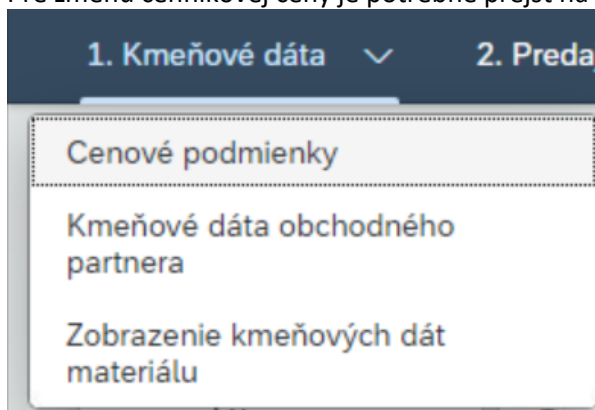 Pre zmenu cenníkovej ceny je potrebné prejsť na
1. Kmeňové dáta 2. Preda
Cenové podmienky
Kmeňové dáta obchodného
partnera
Zobrazenie kmeňových dát
materiálu